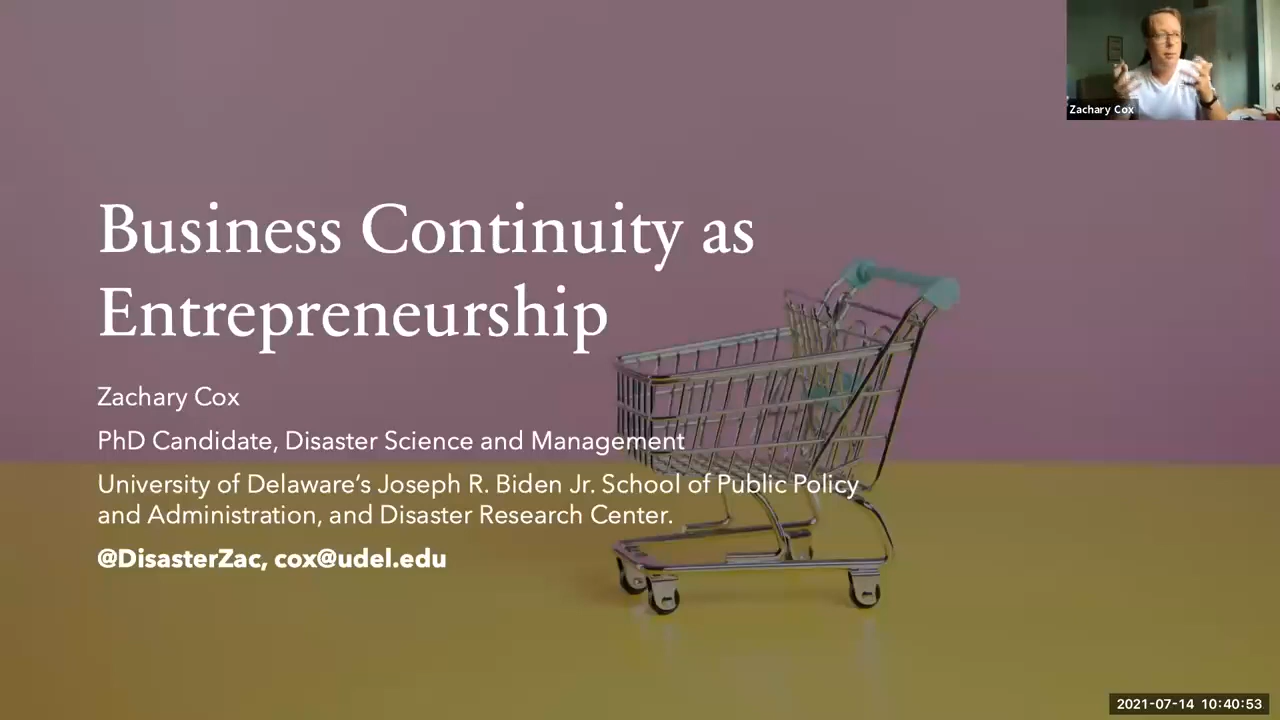 Zachary Cox
Business Continuity as
Entrepreneurship
Zachary Cox
PhD Candidate, Disaster Science and Management
University of Delaware’s Joseph R. Biden Jr. School of Public Policy
and Administration, and Disaster Research Center.
@DisasterZac, cox@udel.edu
2021-07-14 10:40:53